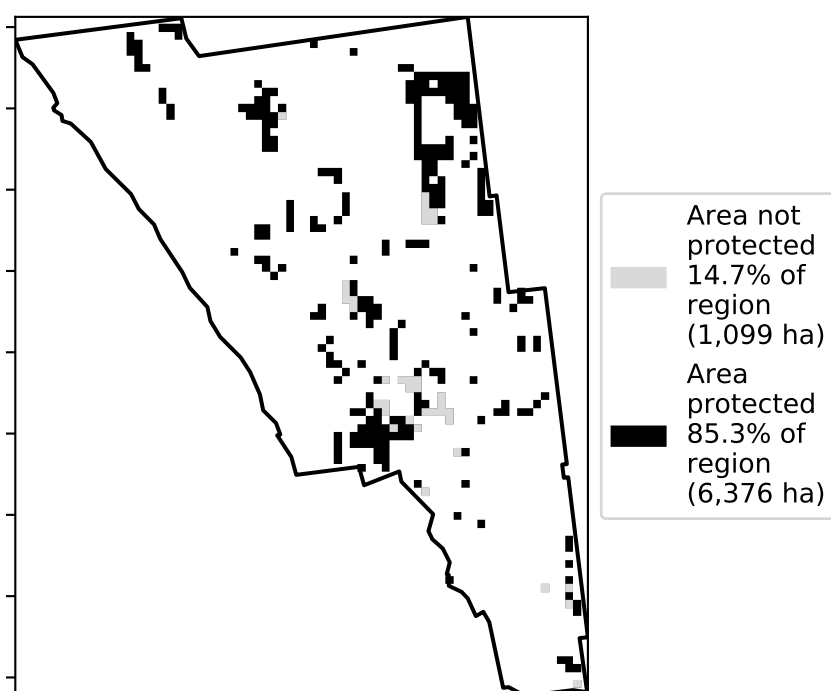 Area not
protected
14.7% of
region
(1,099 ha)
Area
protected
85.3% of
region
(6,376 ha)